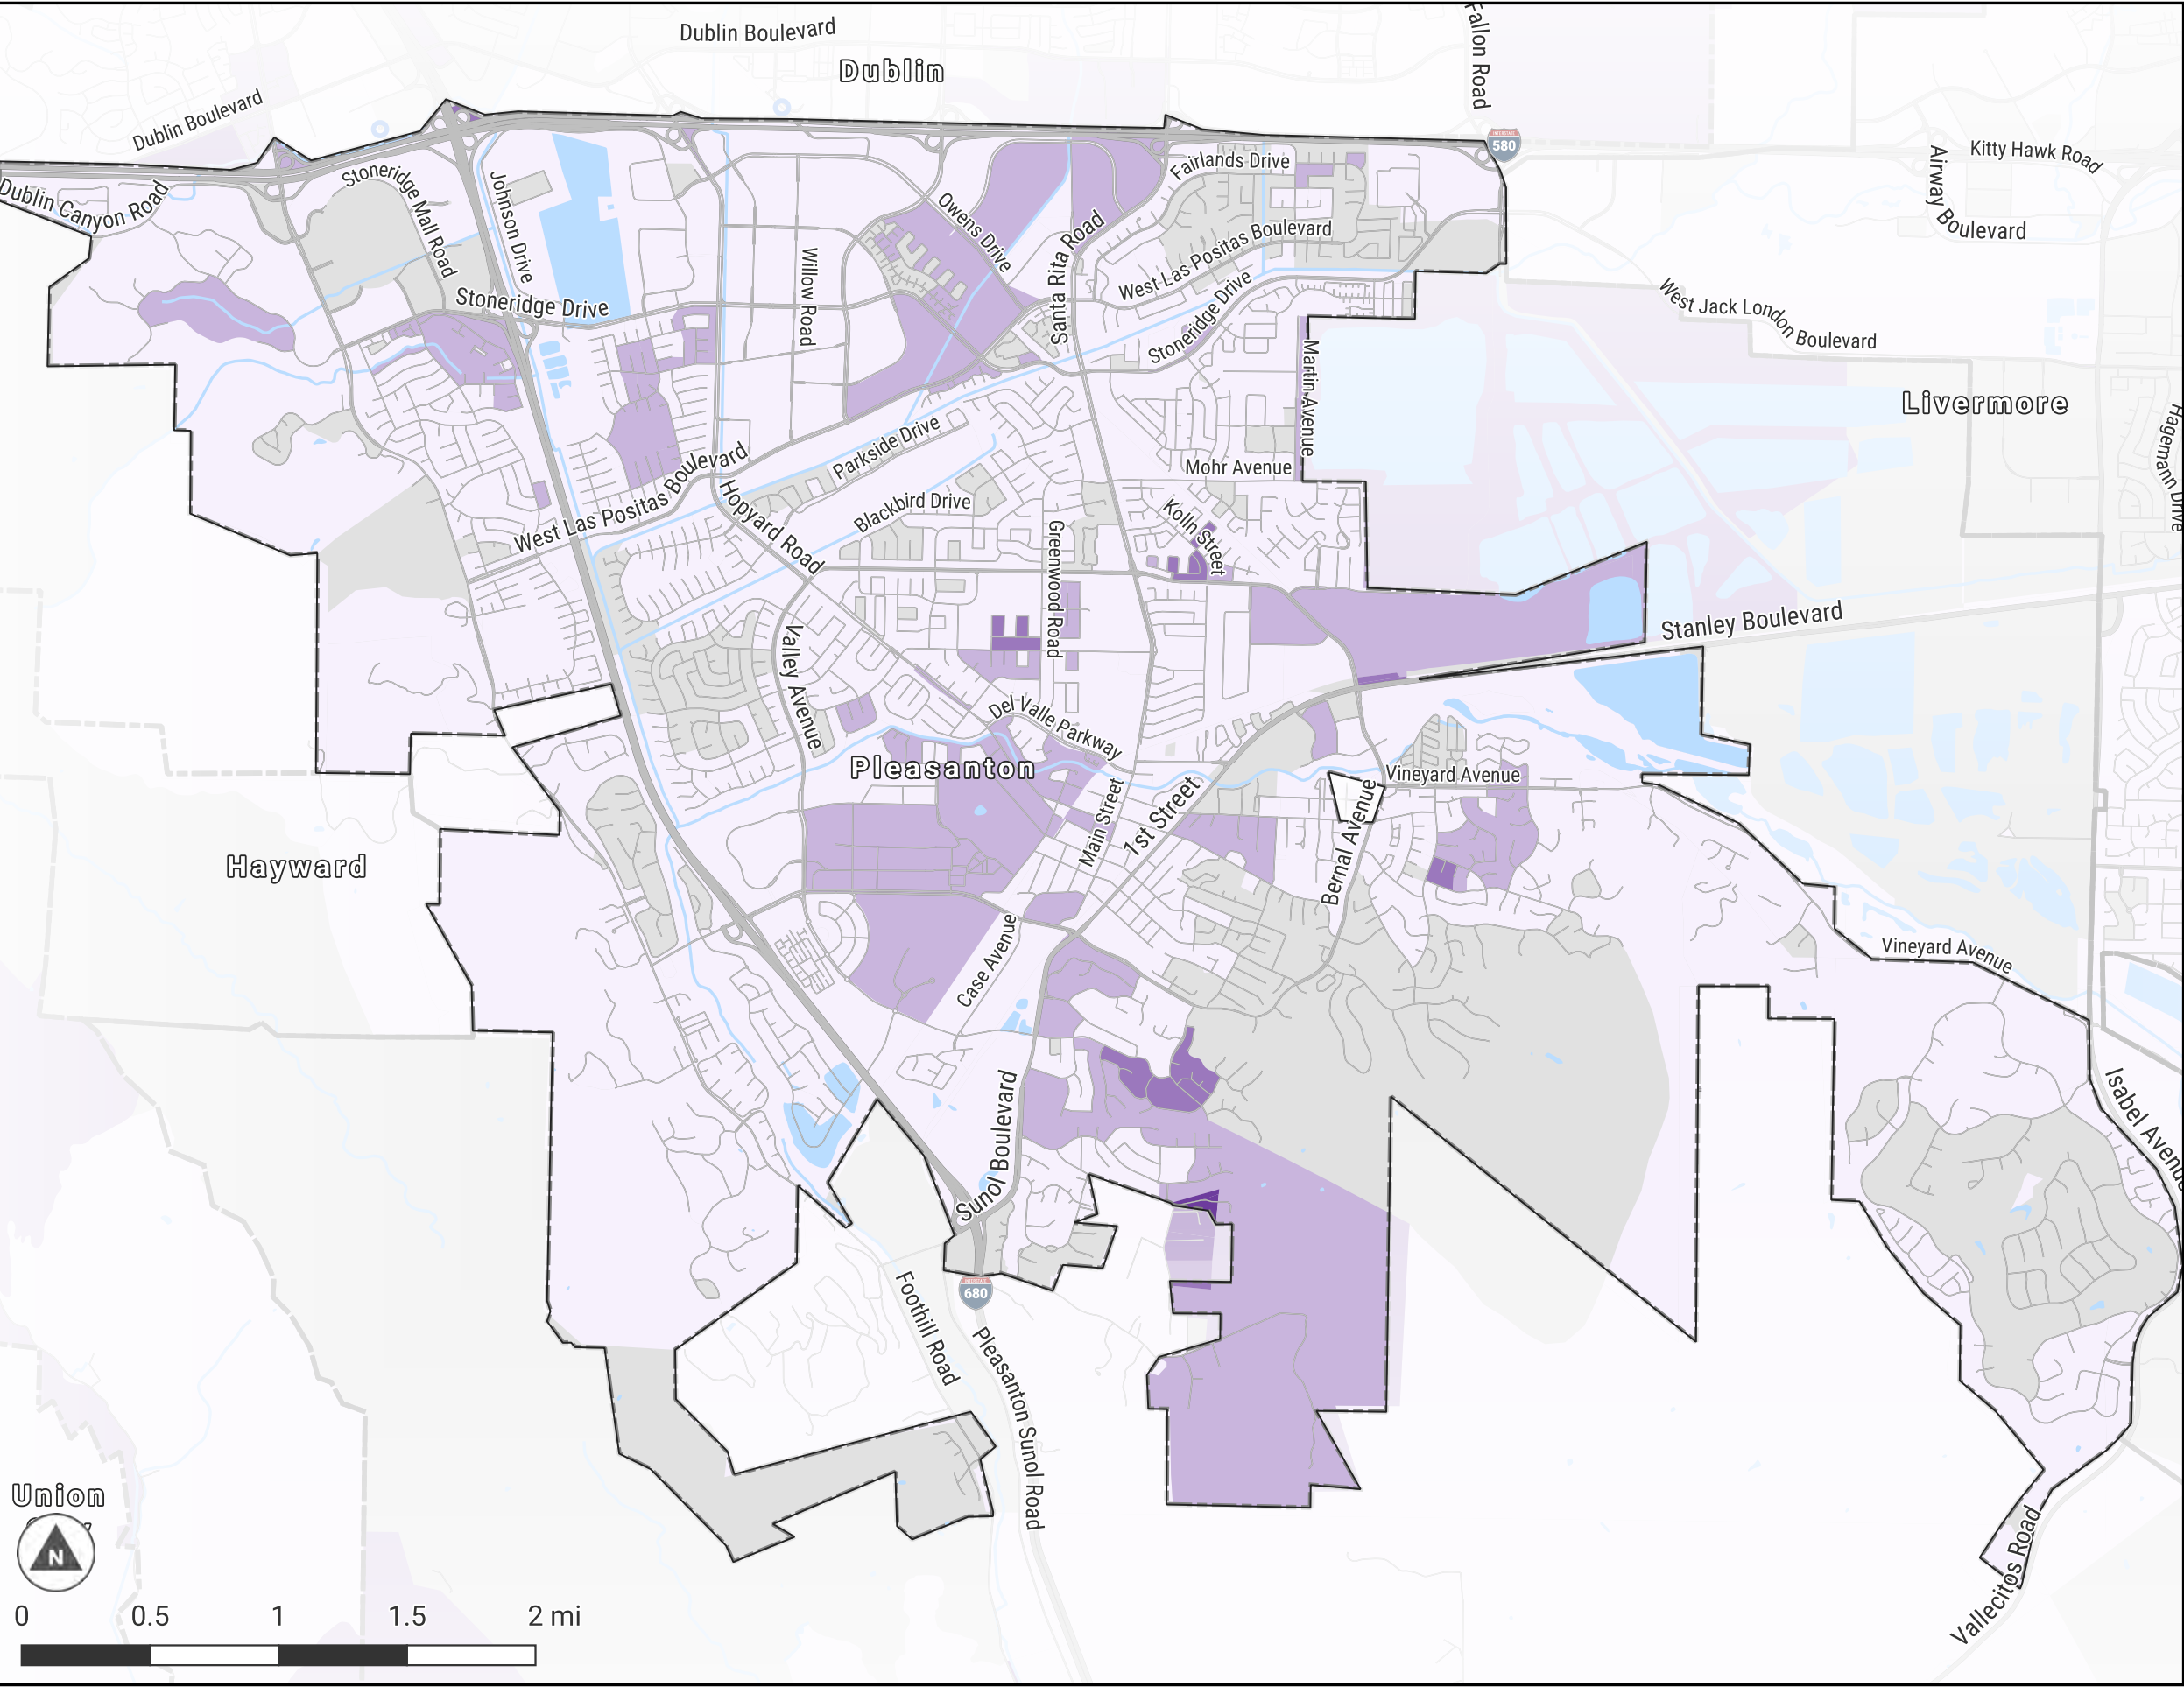 Dublin Boulevard
Fallon Road
Dublin
Dublin Boulevard
580
Kitty Hawk Road
Airway Boulevard
Dublin Canyon Road
Stoneridge Mall Road
Johnson Drive
Fairlands Drive
Owens Drive
Santa Rita Road
West Las Positas Boulevard
Willow Road
Stoneridge Drive
Stoneridge Drive
West Jack London Boulevard
Martin Avenue
Livermore
Hagemann Drive
Parkside Drive
Mohr Avenue
West Las Positas Boulevard
Hopyard Road
Blackbird Drive
Kolln Street
Greenwood Road
Stanley Boulevard
Valley Avenue
Del Valle Parkway
Pleasanton
Vineyard Avenue
Main Street
1st Street
Bernal Avenue
Hayward
Case Avenue
Vineyard Avenue
Isabel Avenue
Sunol Boulevard
680
Foothill Road
Pleasanton Sunol Road
Union
Vallecitos Road
N
0 0.5 1 1.5 2 mi